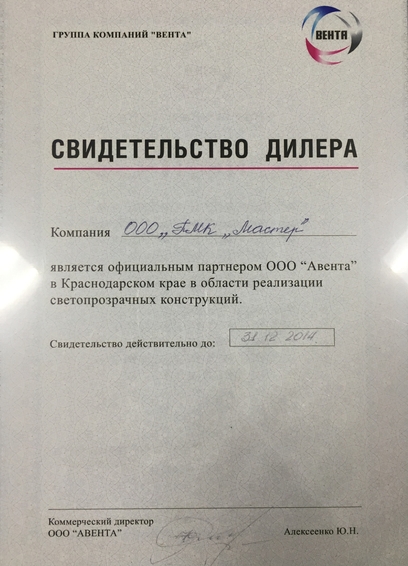 ГРУППА КОМПАНИЙ "ВЕНТА"
ВЕНТА
СВИДЕТЕЛЬСТВО ДИЛЕРА
Компания ООО „ПМК „Мастер"
является официальным партнером ООО “Авента”
в Краснодарском крае в области реализации
светопрозрачных конструкций.
Свидетельство действительно до: 31 12 2014
Коммерческий директор
ООО “АВЕНТА” Алексеенко Ю.Н.